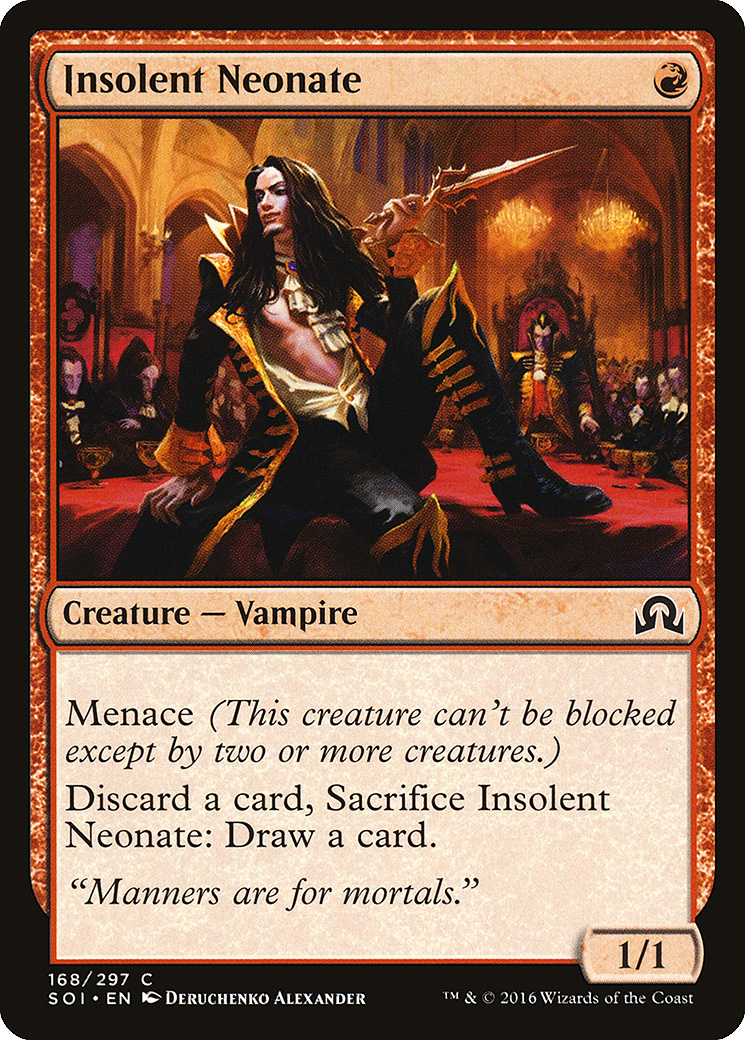 Insolent Neonate
Creature — Vampire
Menace (This creature can't be blocked
except by two or more creatures.)
Discard a card, Sacrifice Insolent
Neonate: Draw a card.
“Manners are for mortals.”
1/1
168/297 C
SOI • EN Deruchenko Alexander
™ & © 2016 Wizards of the Coast